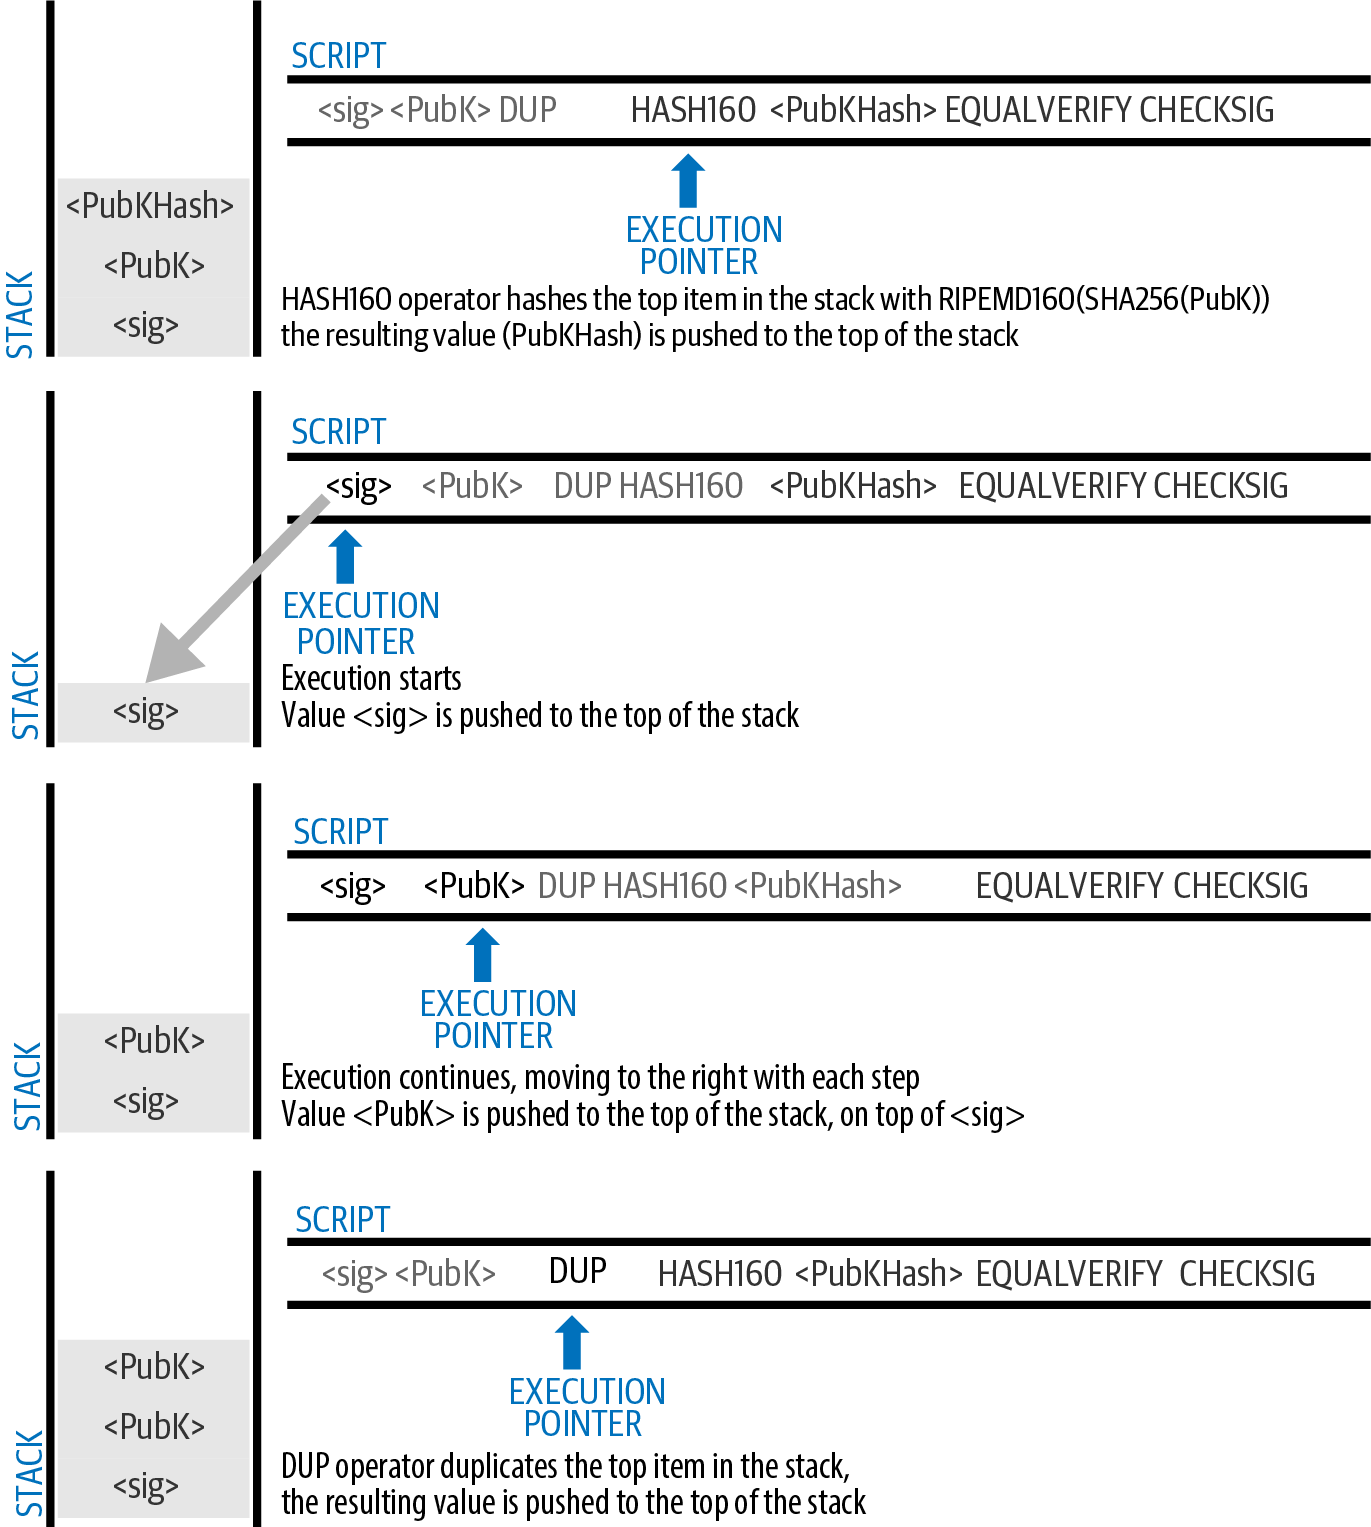 SCRIPT
<sig> <PubK> DUP HASH160 <PubKHash> EQUALVERIFY CHECKSIG
EXECUTION
POINTER
<PubKHash>
<PubK>
<sig>
STACK
HASH160 operator hashes the top item in the stack with RIPEMD160(SHA256(PubK))
the resulting value (PubKHash) is pushed to the top of the stack
SCRIPT
<sig> <PubK> DUP HASH160 <PubKHash> EQUALVERIFY CHECKSIG
EXECUTION
POINTER
<sig>
STACK
Execution starts
Value <sig> is pushed to the top of the stack
SCRIPT
<sig> <PubK> DUP HASH160 <PubKHash> EQUALVERIFY CHECKSIG
EXECUTION
POINTER
<PubK>
<sig>
STACK
Execution continues, moving to the right with each step
Value <PubK> is pushed to the top of the stack, on top of <sig>
SCRIPT
<sig> <PubK> DUP HASH160 <PubKHash> EQUALVERIFY CHECKSIG
EXECUTION
POINTER
<PubK>
<PubK>
<sig>
STACK
DUP operator duplicates the top item in the stack,
the resulting value is pushed to the top of the stack